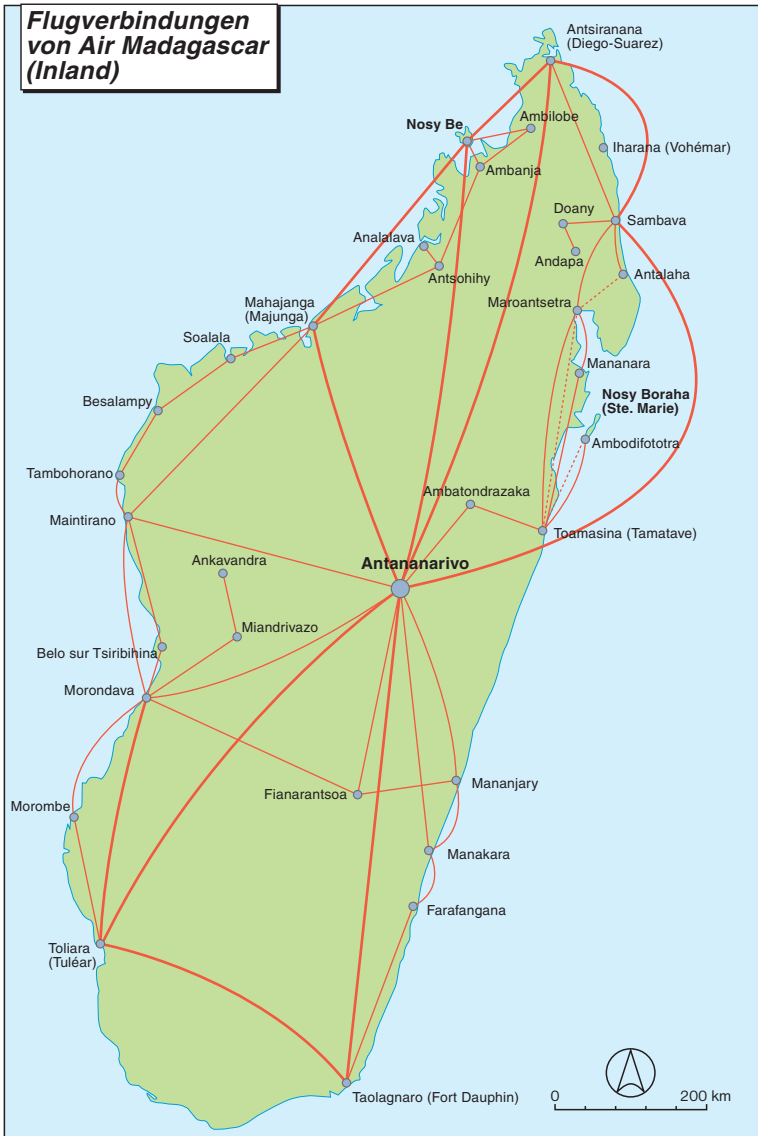 Flugverbindungen
von Air Madagascar
(Inland)
Antsiranana
(Diego-Suarez)
Ambilobe
Nosy Be
Iharana (Vohémar)
Ambanja
Doany
Sambava
Analalava
Andapa
Antsohihy
Antalaha
Mahajanga
(Majunga)
Maroantsetra
Soalala
Mananara
Besalampy
Nosy Boraha
(Ste. Marie)
Ambodifototra
Tambohorano
Ambatondrazaka
Maintirano
Toamasina (Tamatave)
Ankavandra
Antananarivo
Miandrivazo
Belo sur Tsiribihina
Morondava
Fianarantsoa
Mananjary
Morombe
Manakara
Farafangana
Toliara
(Tuléar)
Taolagnaro (Fort Dauphin)
0
200 km